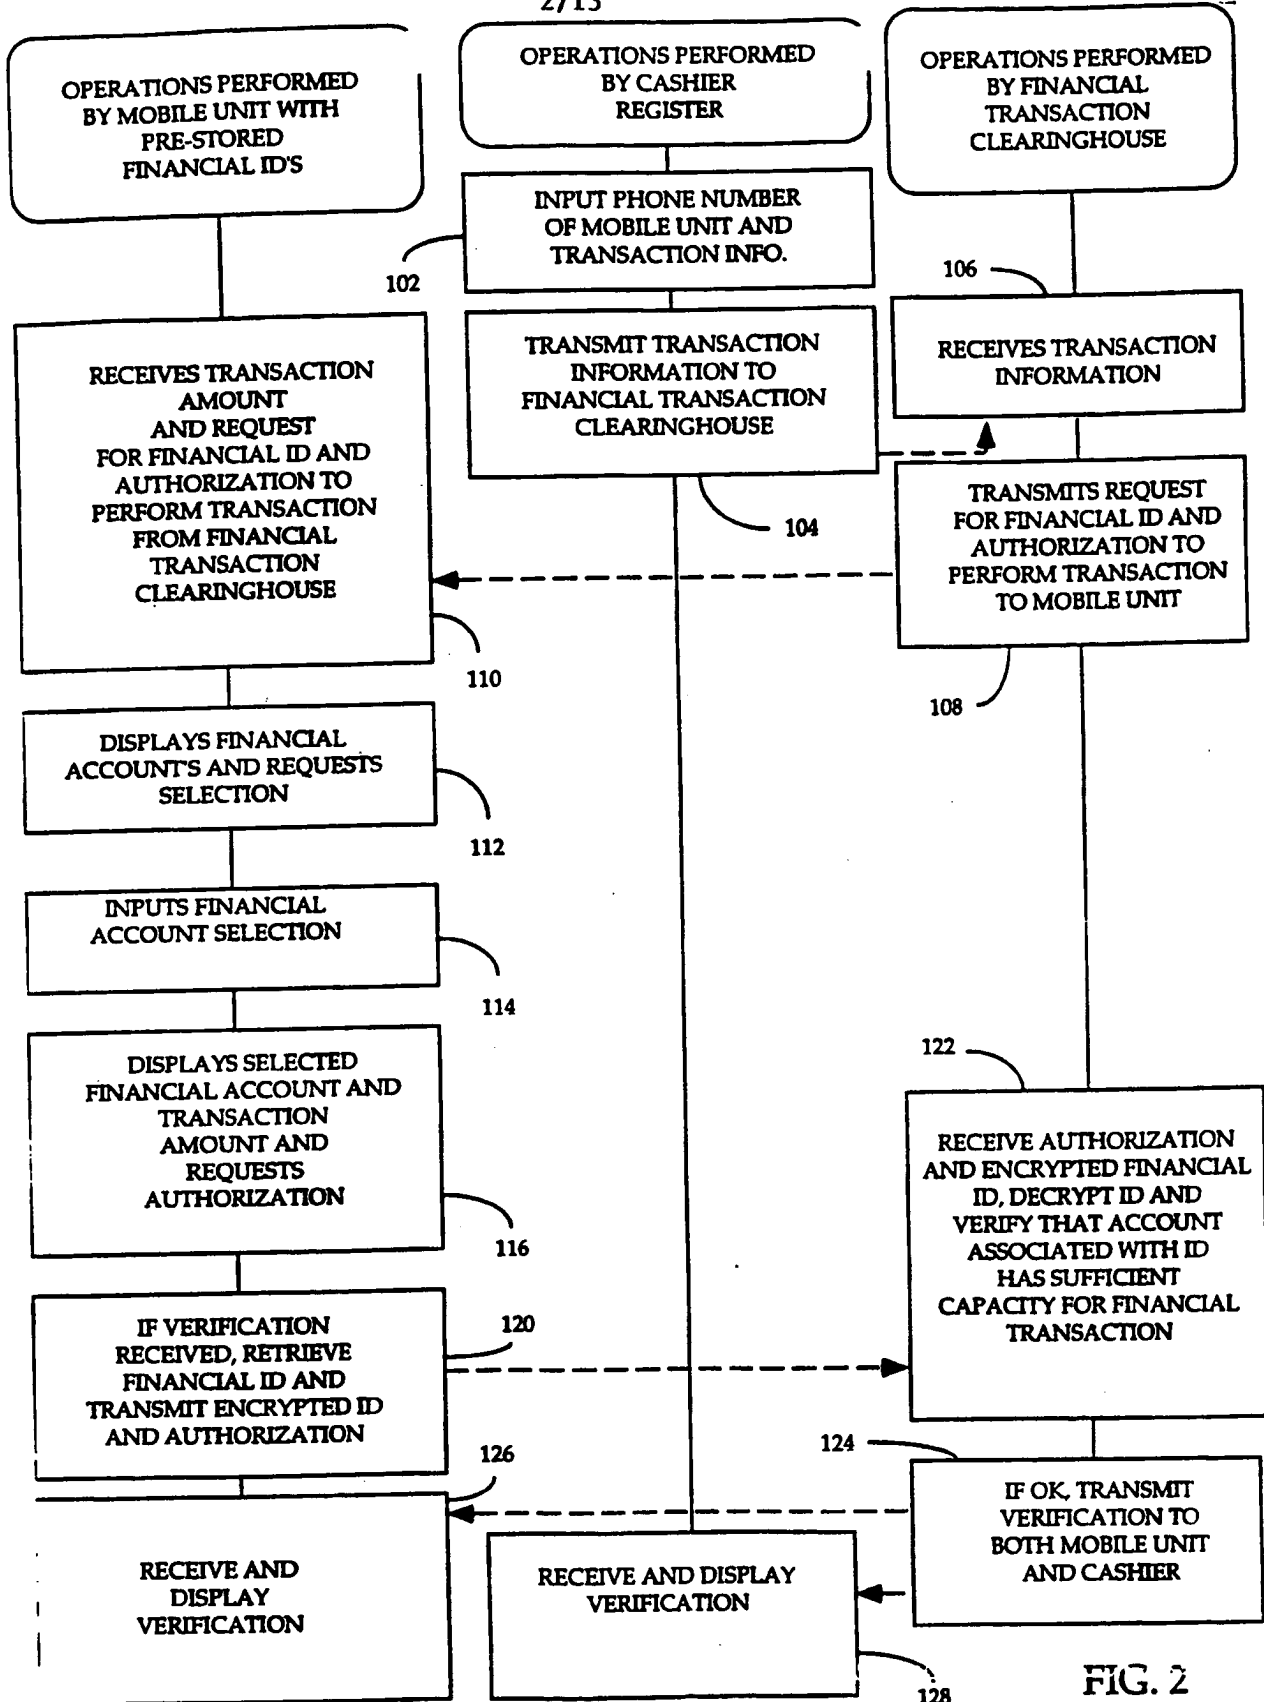 2/13
OPERATIONS PERFORMED
BY MOBILE UNIT WITH
PRE-STORED
FINANCIAL ID'S
OPERATIONS PERFORMED
BY CASHIER
REGISTER
OPERATIONS PERFORMED
BY FINANCIAL
TRANSACTION
CLEARINGHOUSE
INPUT PHONE NUMBER
OF MOBILE UNIT AND
TRANSACTION INFO.
102
106
RECEIVES TRANSACTION
AMOUNT
AND REQUEST
FOR FINANCIAL ID AND
AUTHORIZATION TO
PERFORM TRANSACTION
FROM FINANCIAL
TRANSACTION
CLEARINGHOUSE
110
TRANSMIT TRANSACTION
INFORMATION TO
FINANCIAL TRANSACTION
CLEARINGHOUSE
104
RECEIVES TRANSACTION
INFORMATION
TRANSMITS REQUEST
FOR FINANCIAL ID AND
AUTHORIZATION TO
PERFORM TRANSACTION
TO MOBILE UNIT
108
DISPLAYS FINANCIAL
ACCOUNT'S AND REQUESTS
SELECTION
112
INPUTS FINANCIAL
ACCOUNT SELECTION
114
DISPLAYS SELECTED
FINANCIAL ACCOUNT AND
TRANSACTION
AMOUNT AND
REQUESTS
AUTHORIZATION
116
122
RECEIVE AUTHORIZATION
AND ENCRYPTED FINANCIAL
ID, DECRYPT ID AND
VERIFY THAT ACCOUNT
ASSOCIATED WITH ID
HAS SUFFICIENT
CAPACITY FOR FINANCIAL
TRANSACTION
IF VERIFICATION
RECEIVED, RETRIEVE
FINANCIAL ID AND
TRANSMIT ENCRYPTED ID
AND AUTHORIZATION
120
124
126
IF OK, TRANSMIT
VERIFICATION TO
BOTH MOBILE UNIT
AND CASHIER
RECEIVE AND
DISPLAY
VERIFICATION
RECEIVE AND DISPLAY
VERIFICATION
128
FIG. 2